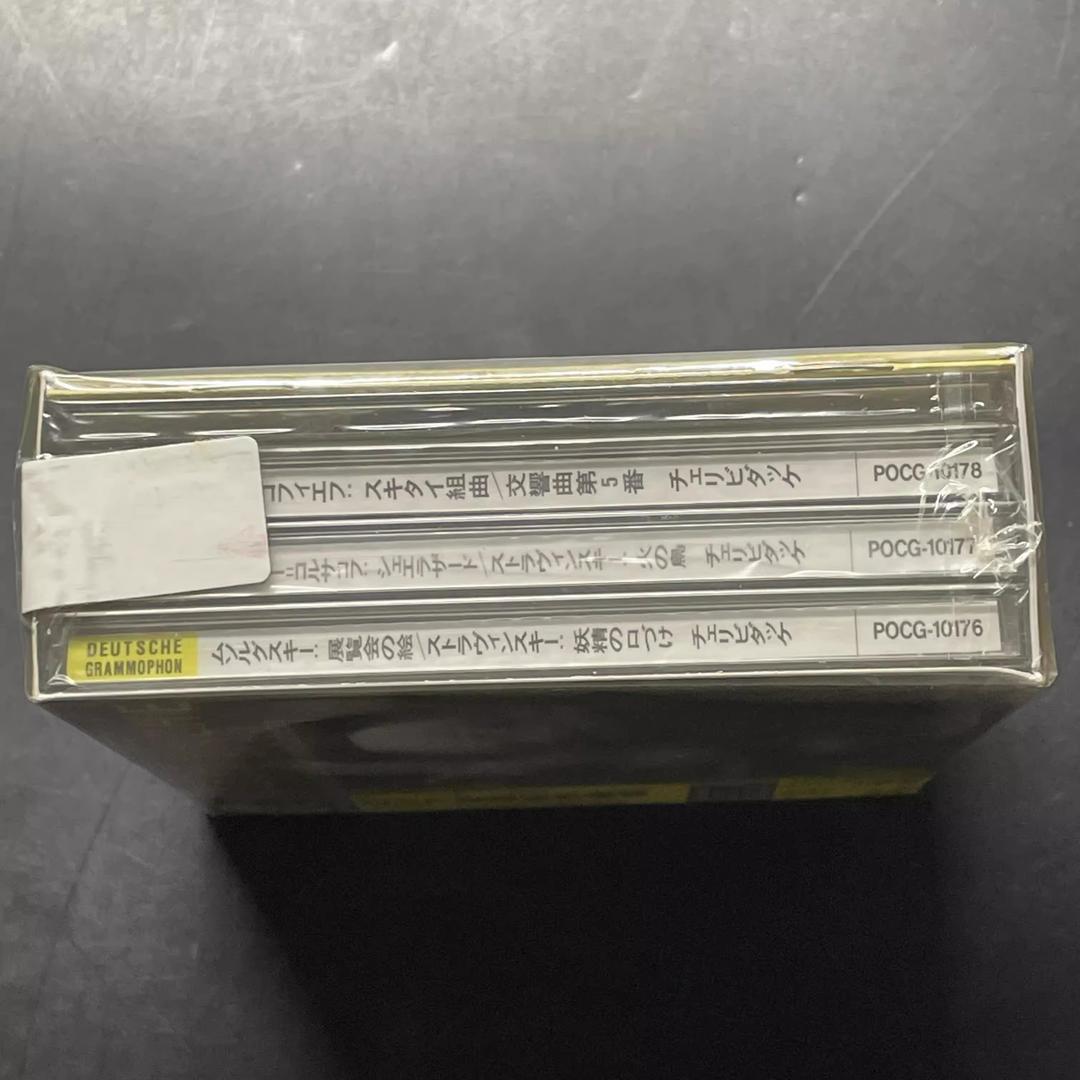 コフィエフ: スキタイ組曲/交響曲第5番 チェリビダッケ POCG-10178
コルサコフ: シェエラザード/ストラヴィンスキー: 火の鳥 チェリビダッケ POCG-10177
DEUTSCHE GRAMMOPHON ムソルグスキー: 展覧会の絵/ストラヴィンスキー: 妖精の口づけ チェリビダッケ POCG-10176